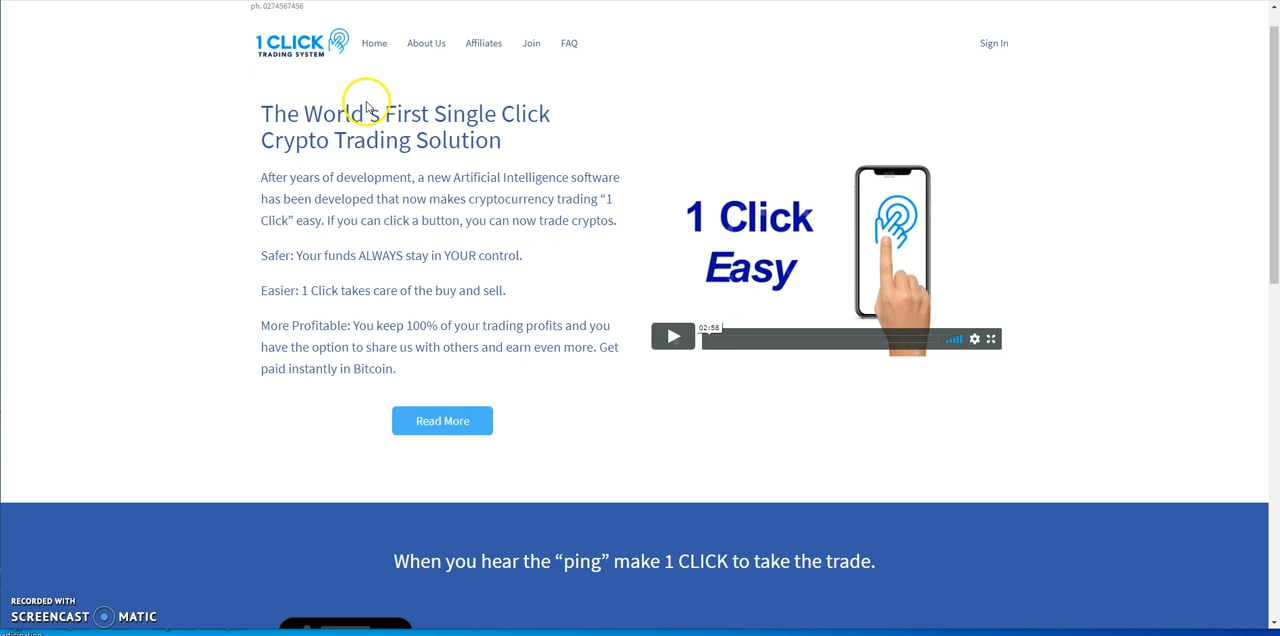 ph. 0274567456
1 CLICK
TRADING SYSTEM
Home About Us Affiliates Join FAQ Sign In
The World's First Single Click
Crypto Trading Solution
After years of development, a new Artificial Intelligence software
has been developed that now makes cryptocurrency trading “1
Click” easy. If you can click a button, you can now trade cryptos.
Safer: Your funds ALWAYS stay in YOUR control.
Easier: 1 Click takes care of the buy and sell.
More Profitable: You keep 100% of your trading profits and you
have the option to share us with others and earn even more. Get
paid instantly in Bitcoin.
Read More
1 Click
Easy
02:58
When you hear the “ping” make 1 CLICK to take the trade.
RECORDED WITH
SCREENCAST MATIC